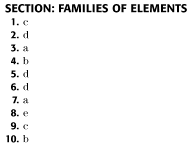 SECTION: FAMILIES OF ELEMENTS
1. c
2. d
3. a
4. b
5. d
6. d
7. a
8. e
9. c
10. b